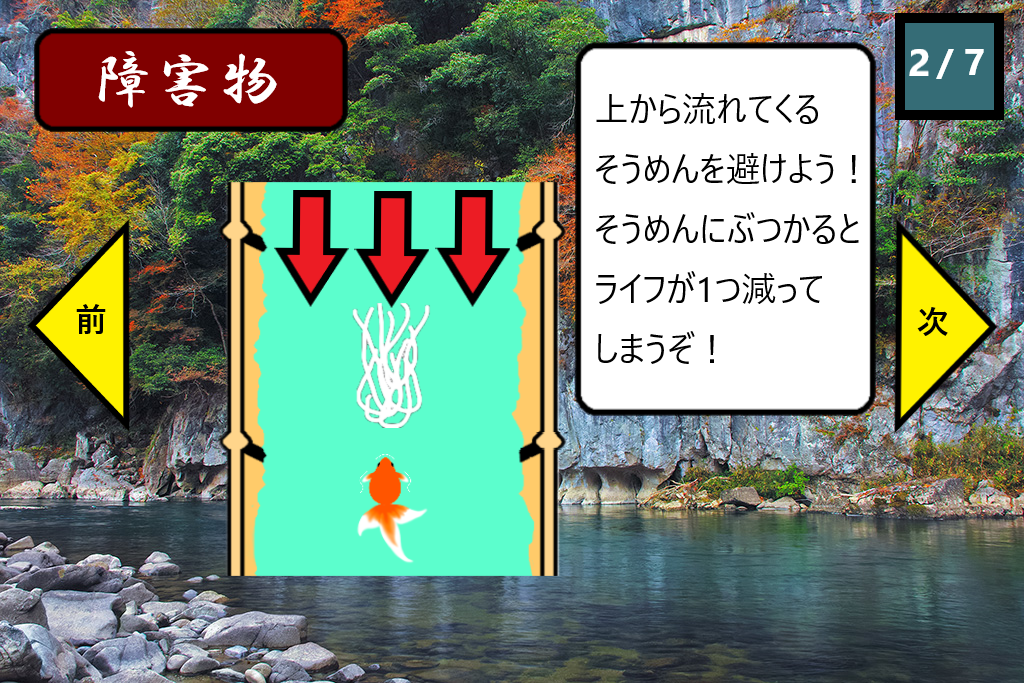 障害物
2/7
上から流れてくる
そうめんを避けよう！
そうめんにぶつかると
ライフが1つ減って
しまうぞ！
前
次